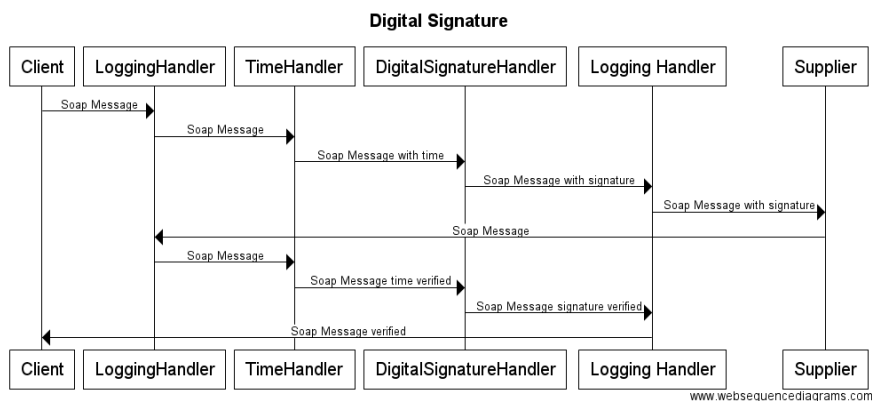 Digital Signature
Client LoggingHandler TimeHandler DigitalSignatureHandler Logging Handler Supplier
Soap Message
Soap Message
Soap Message with time
Soap Message with signature
Soap Message with signature
Soap Message
Soap Message
Soap Message time verified
Soap Message signature verified
Soap Message verified
Client LoggingHandler TimeHandler DigitalSignatureHandler Logging Handler Supplier
www.websequencediagrams.com